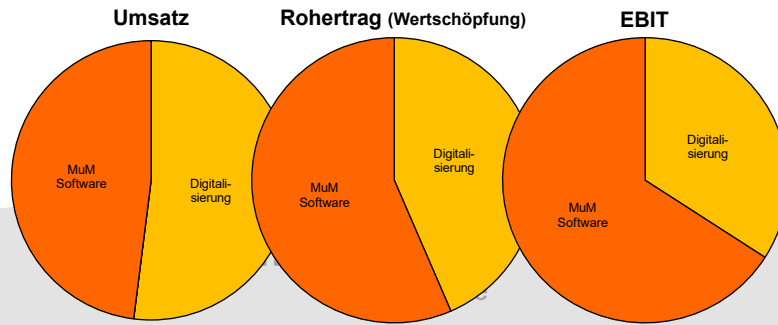 Umsatz
Rohertrag (Wertschöpfung)
EBIT
MuM
Software
Digitali-
sierung
MuM
Software
Digitali-
sierung
MuM
Software
Digitali-
sierung